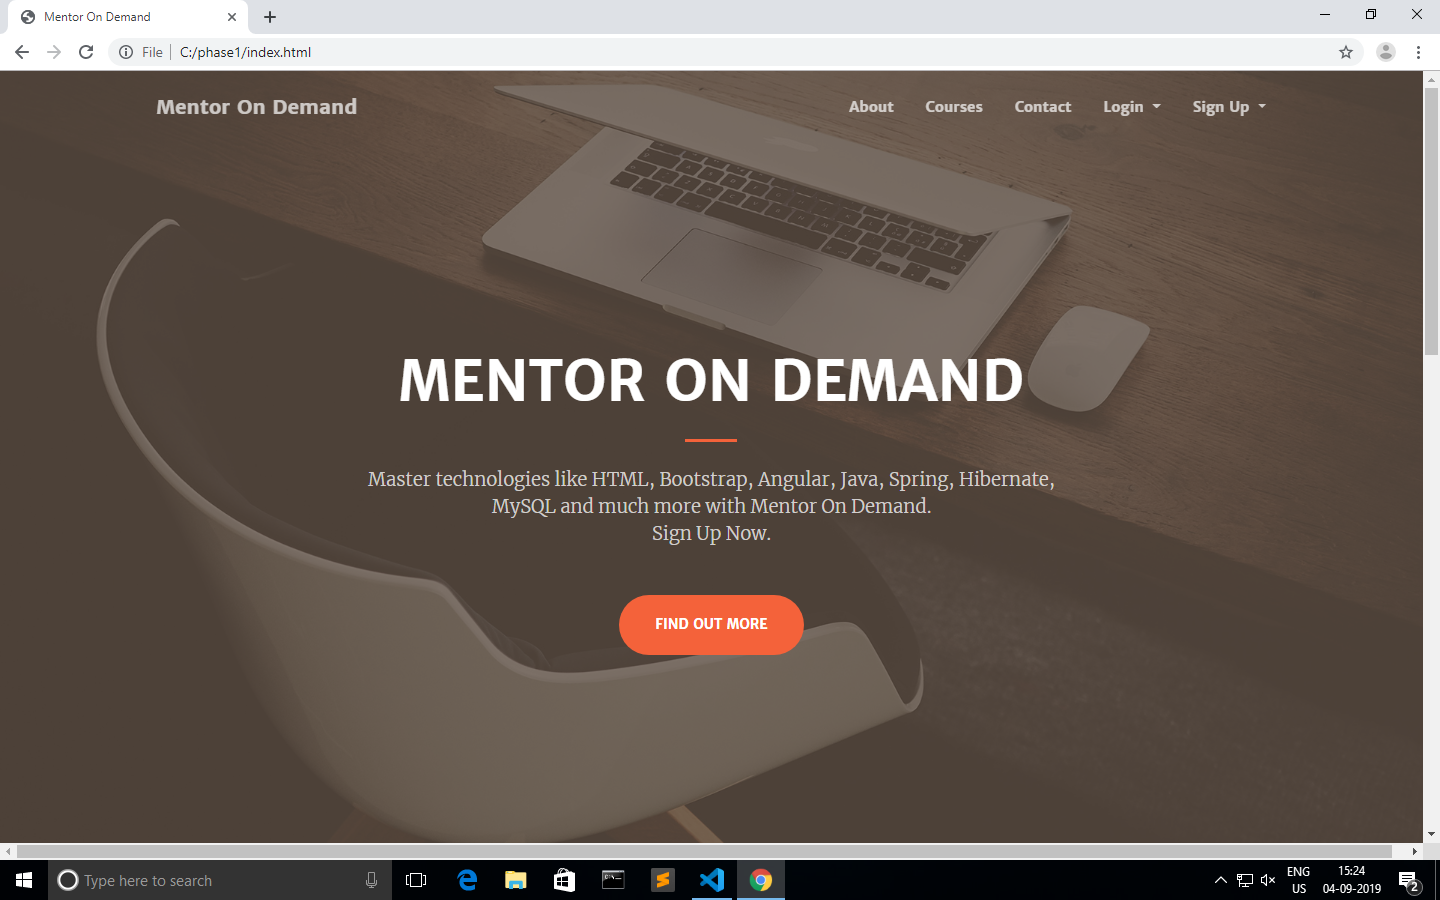 Mentor On Demand
File
C:/phase1/index.html
Mentor On Demand
About
Courses
Contact
Login
Sign Up
MENTOR ON DEMAND
Master technologies like HTML, Bootstrap, Angular, Java, Spring, Hibernate,
MySQL and much more with Mentor On Demand.
Sign Up Now.
FIND OUT MORE
Type here to search
ENG
US
15:24
04-09-2019
2